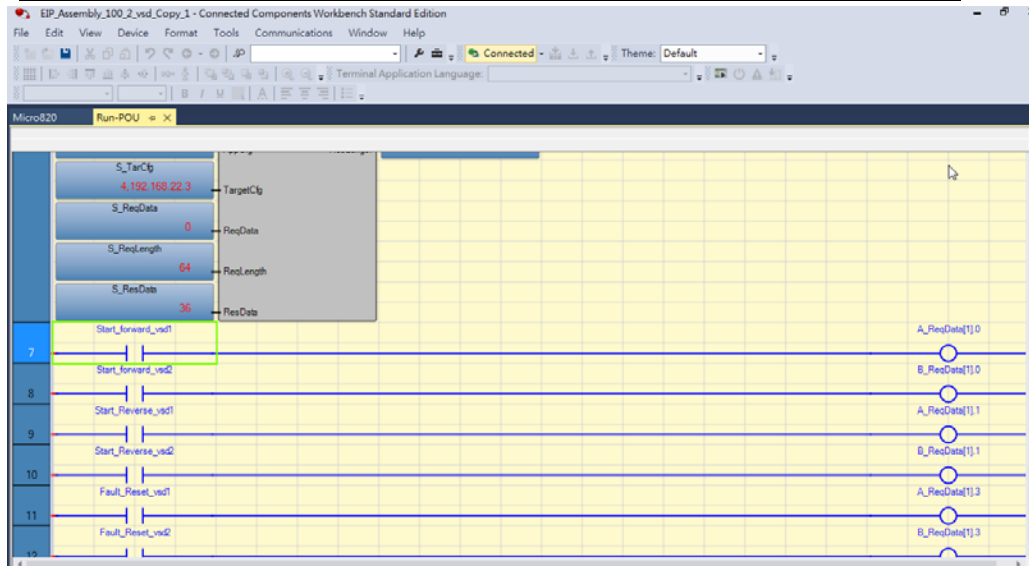 EIP_Assembly_100_2_vsd_Copy_1 - Connected Components Workbench Standard Edition
File Edit View Device Format Tools Communications Window Help
Connected Theme: Default
Terminal Application Language:
B I U A
Micro820 Run-POU
S_TarCfg
4,192.168.22.3 TargetCfg
S_ReqData
0 ReqData
S_ReqLength
64 ReqLength
S_ResData
36 ResData
Start_forward_vsd1 A_ReqData[1].0
7
Start_forward_vsd2 B_ReqData[1].0
8
Start_Reverse_vsd1 A_ReqData[1].1
9
Start_Reverse_vsd2 B_ReqData[1].1
10
Fault_Reset_vsd1 A_ReqData[1].3
11
Fault_Reset_vsd2 B_ReqData[1].3
12